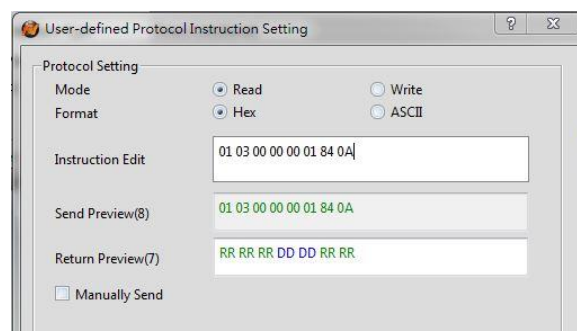 User-defined Protocol Instruction Setting
Protocol Setting
Mode Read Write
Format Hex ASCII
Instruction Edit 01 03 00 00 00 01 84 0A
Send Preview(8) 01 03 00 00 00 01 84 0A
Return Preview(7) RR RR RR DD DD RR RR
Manually Send